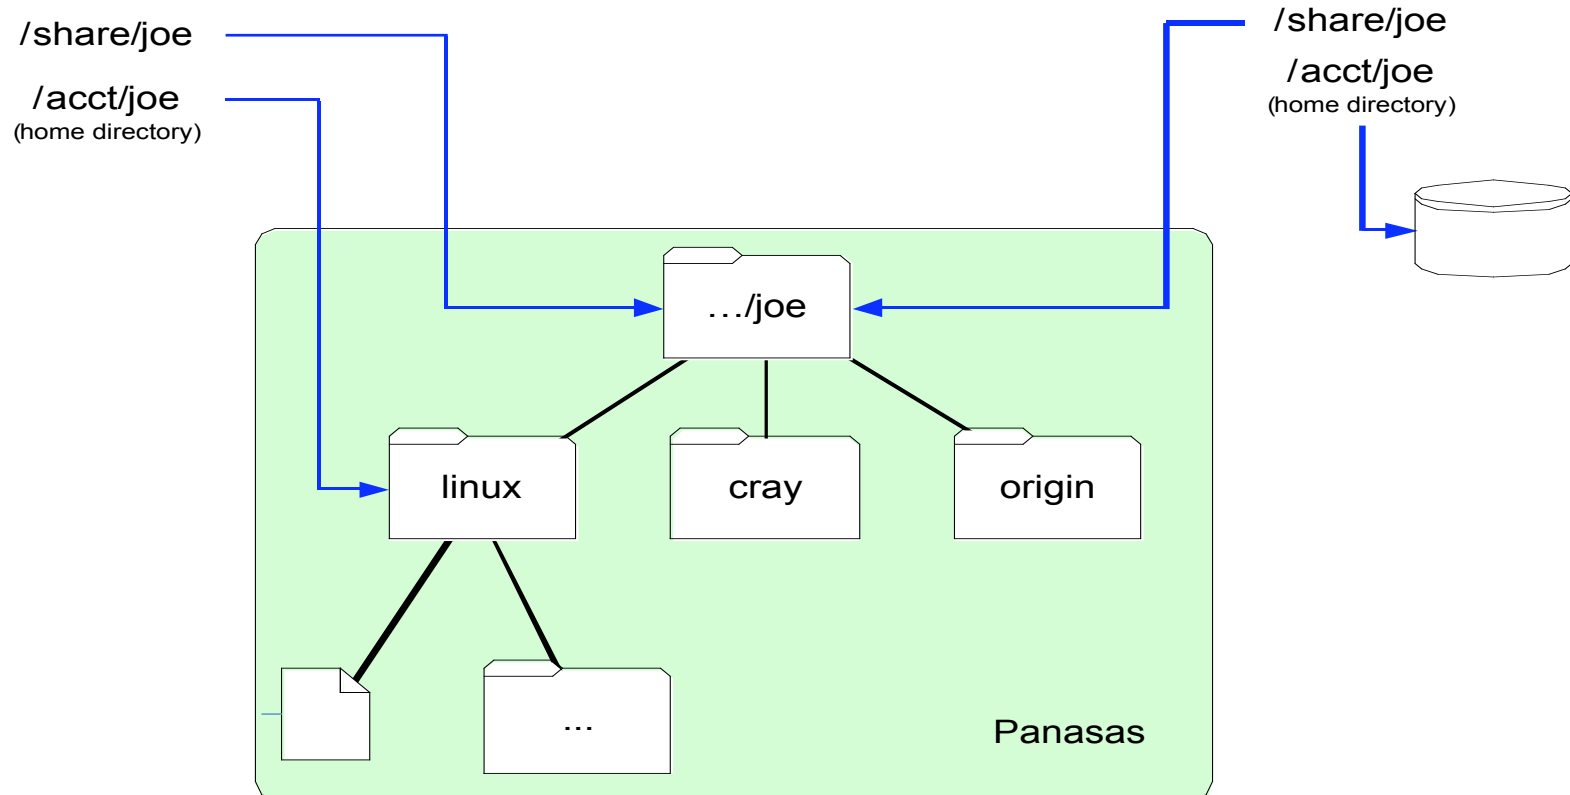 /share/joe
/acct/joe
(home directory)
/share/joe
/acct/joe
(home directory)
.../joe
linux
cray
origin
...
Panasas